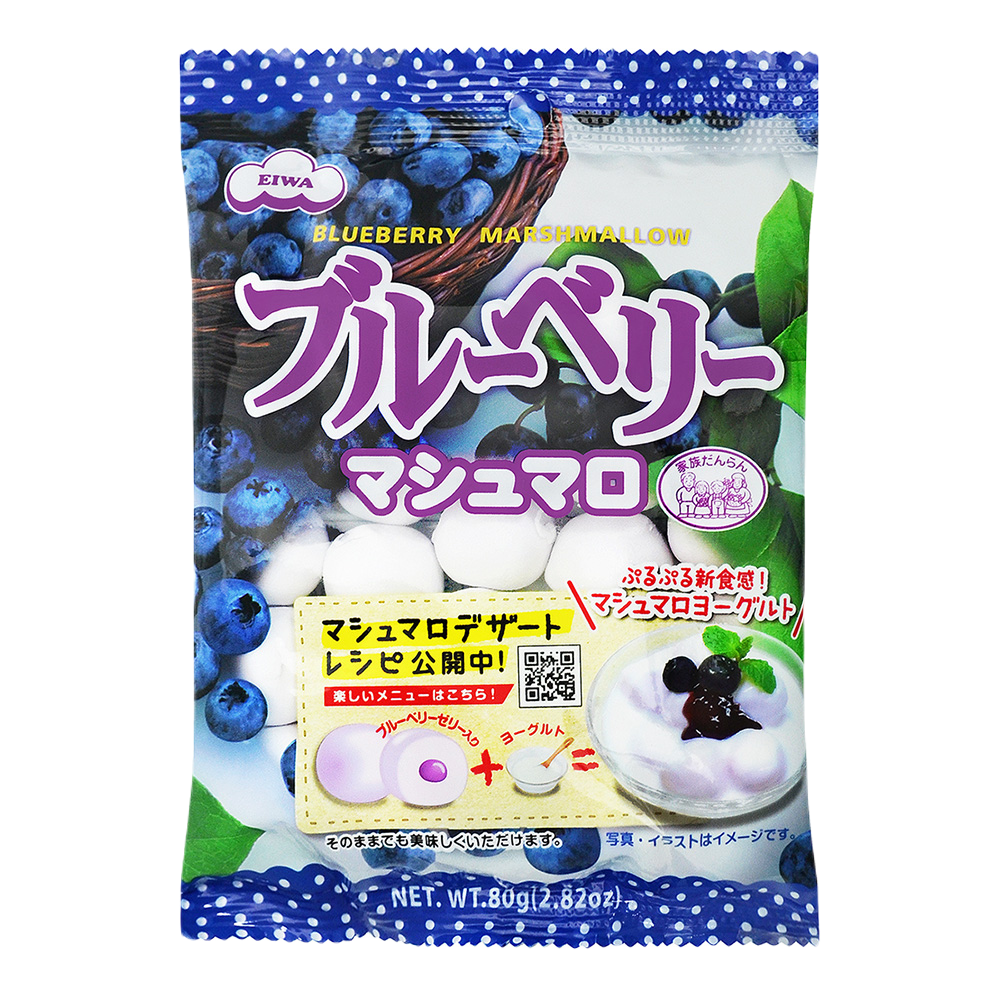 EIWA
BLUEBERRY MARSHMALLOW
ブルーベリー
マシュマロ
家族だんらん
ぷるぷる新食感!
マシュマロヨーグルト
マシュマロデザート
レシピ公開中!
楽しいメニューはこちら!
ブルーベリーゼリー入り
ヨーグルト
+
=
そのままでも美味しくいただけます。
写真・イラストはイメージです。
NET. WT.80g(2.82oz)